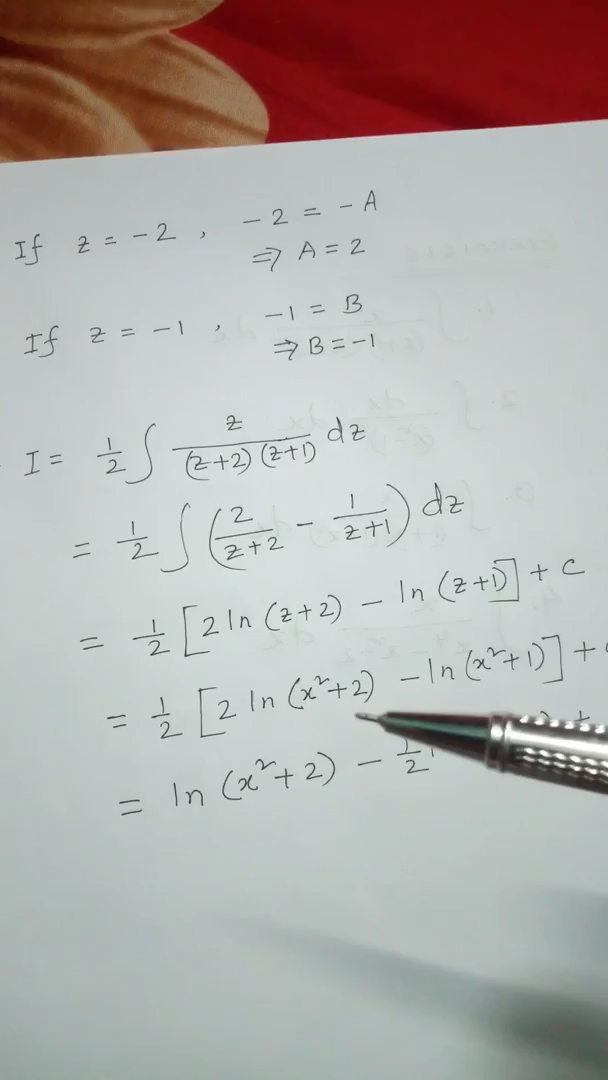 If z = -2 , -2 = -A
⇒ A = 2
If z = -1 , -1 = B
⇒ B = -1
I = 1/2 ∫ z/((z+2)(z+1)) dz
= 1/2 ∫ (2/(z+2) - 1/(z+1)) dz
= 1/2 [2 ln (z+2) - ln (z+1)] + c
= 1/2 [2 ln (x²+2) - ln (x²+1)] +
= ln (x²+2) - 1/2